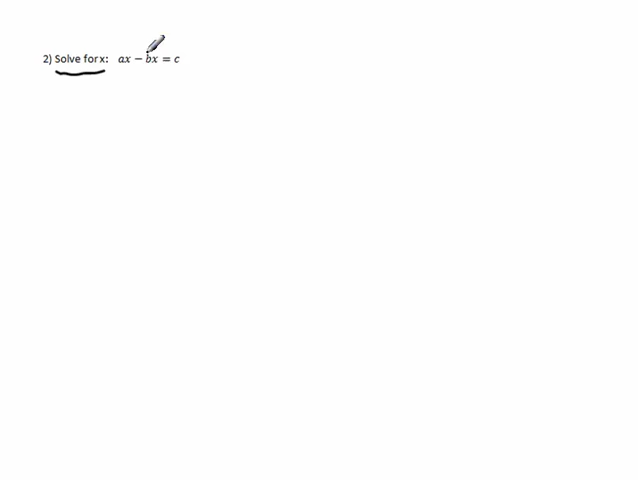 2) Solve for x: ax − bx = c